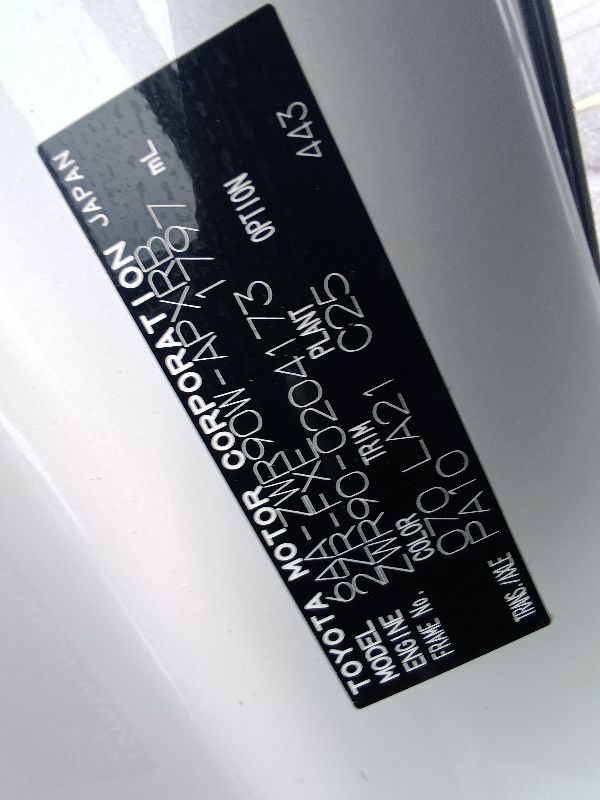 TOYOTA MOTOR CORPORATION JAPAN
MODEL 6AA-ZWR90W-APXRB
ENGINE 2ZR-FXE 1797 mL
FRAME No. ZWR90-0204173
COLOR TRIM PLANT OPTION
070 LA21 C25 443
TRANS./AXLE PA10